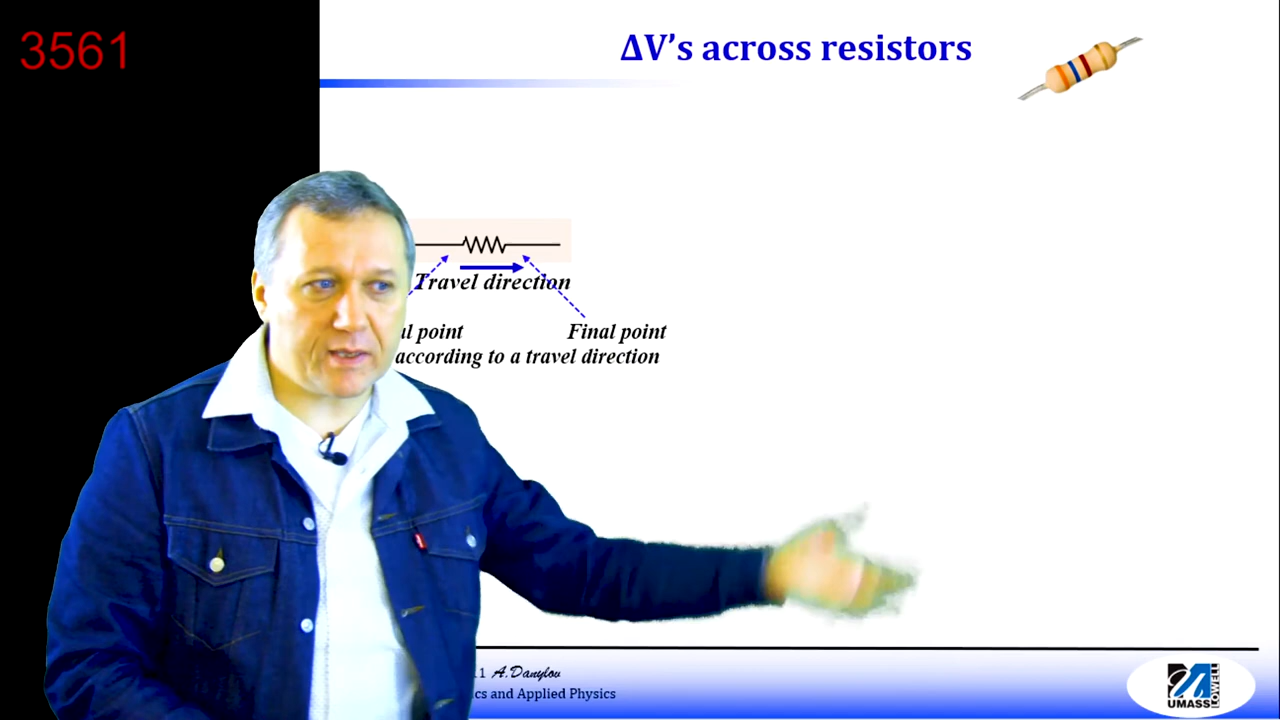 3561
ΔV's across resistors
Travel direction
point
Final point
according to a travel direction
A.Danylov
and Applied Physics
UMASS
LOWELL